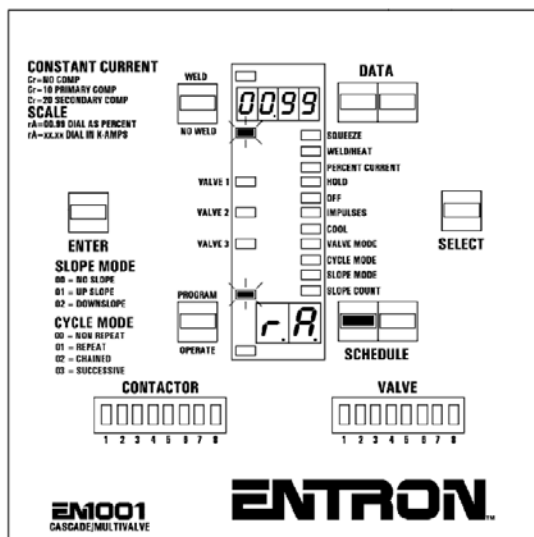 CONSTANT CURRENT
Cr=NO COMP
Cr=10 PRIMARY COMP
Cr=20 SECONDARY COMP
SCALE
rA=00.99 DIAL AS PERCENT
rA=xx.xx DIAL IN K-AMPS
WELD
NO WELD
00.99
DATA
SQUEEZE
WELD/HEAT
PERCENT CURRENT
HOLD
OFF
IMPULSES
COOL
VALVE MODE
CYCLE MODE
SLOPE MODE
SLOPE COUNT
VALVE 1
VALVE 2
VALVE 3
ENTER
SELECT
SLOPE MODE
00 = NO SLOPE
01 = UP SLOPE
02 = DOWNSLOPE
CYCLE MODE
00 = NON REPEAT
01 = REPEAT
02 = CHAINED
03 = SUCCESSIVE
PROGRAM
OPERATE
r.A
SCHEDULE
CONTACTOR
1 2 3 4 5 6 7 8
VALVE
1 2 3 4 5 6 7 8
EN1001
CASCADE/MULTIVALVE
ENTRON™